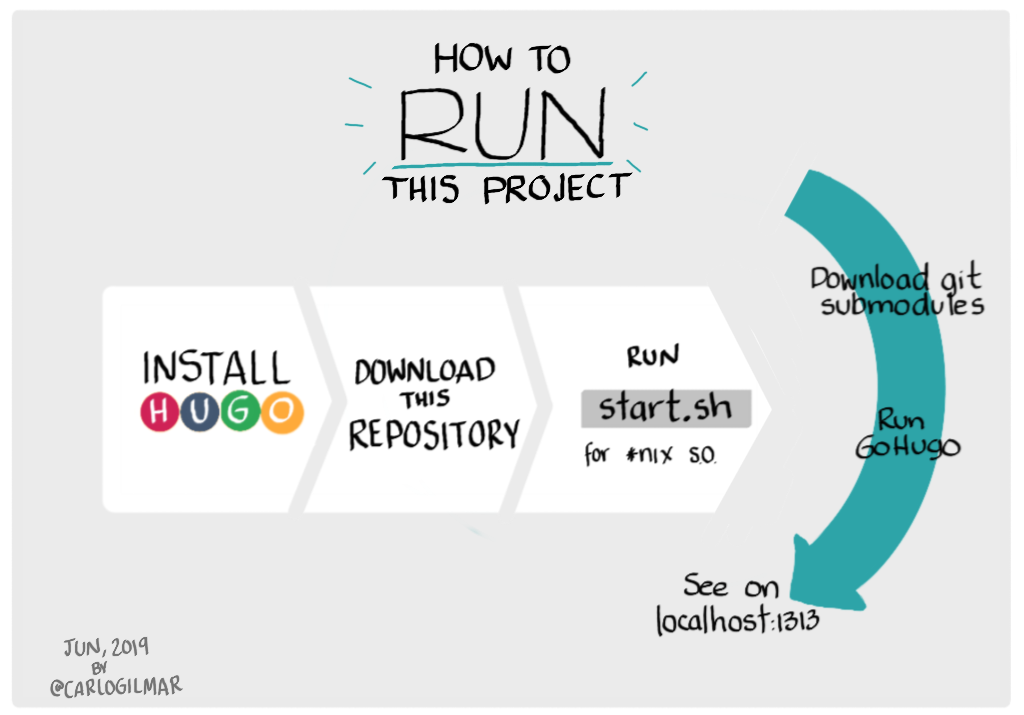 HOW TO
RUN
THIS PROJECT
INSTALL
HUGO
DOWNLOAD
THIS
REPOSITORY
RUN
start.sh
for *nix S.O.
Download git
submodules
Run
GoHugo
See on
localhost:1313
JUN, 2019
BY
@CARLOGILMAR